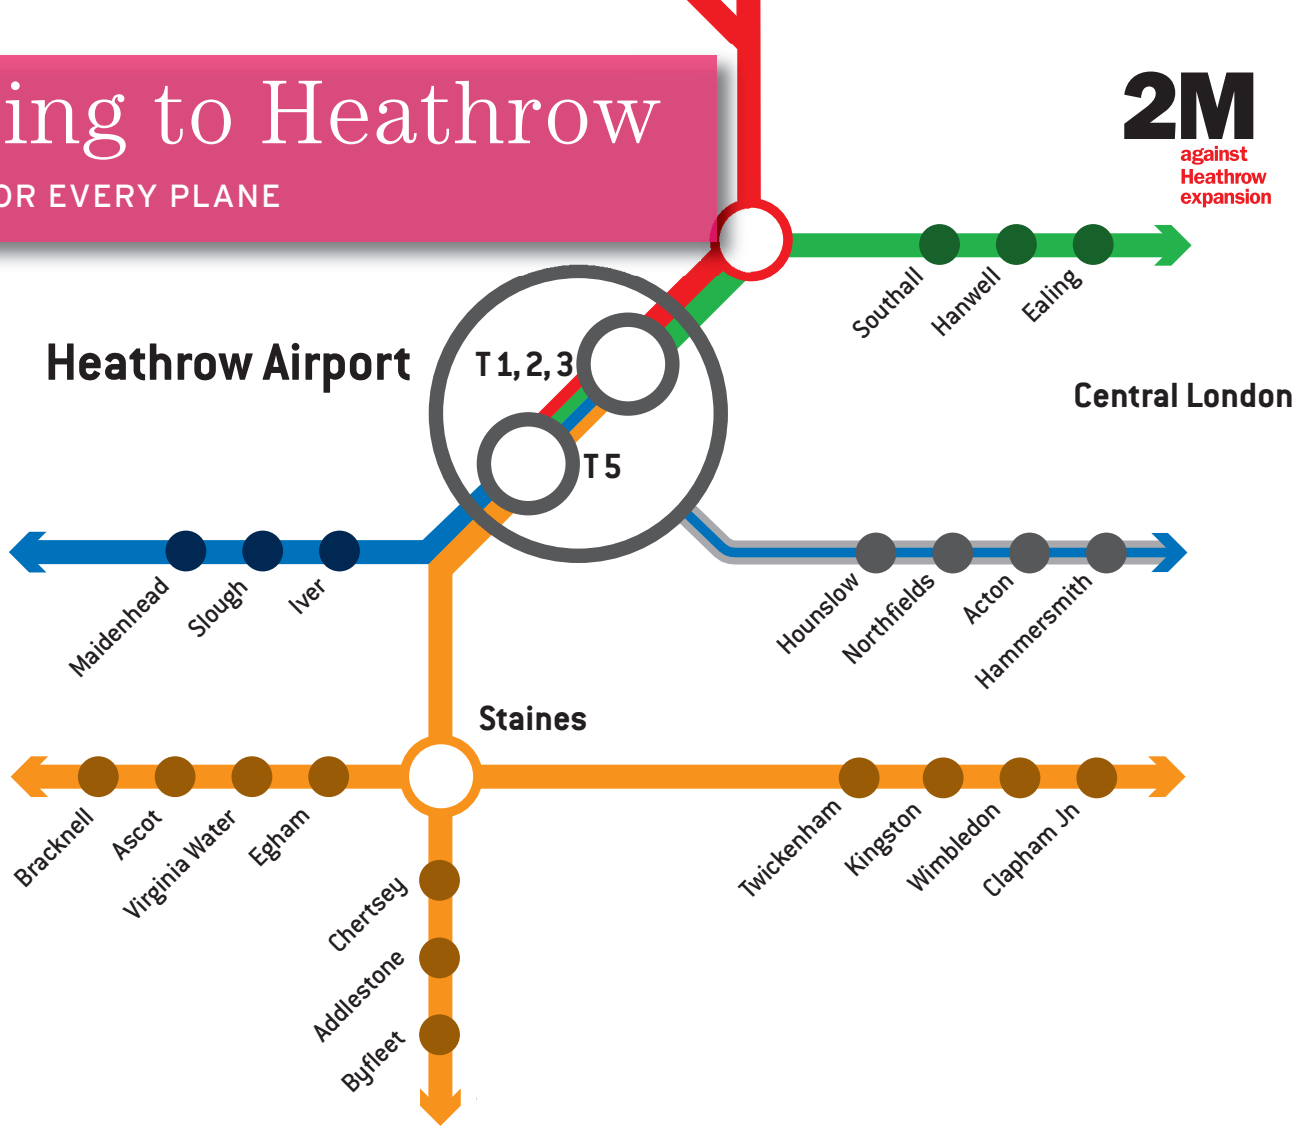 ing to Heathrow
OR EVERY PLANE
2M
against
Heathrow
expansion
Southall
Hanwell
Ealing
Heathrow Airport
T 1, 2, 3
Central London
T 5
Maidenhead
Slough
Iver
Hounslow
Northfields
Acton
Hammersmith
Staines
Bracknell
Ascot
Virginia Water
Egham
Twickenham
Kingston
Wimbledon
Clapham Jn
Chertsey
Addlestone
Byfleet